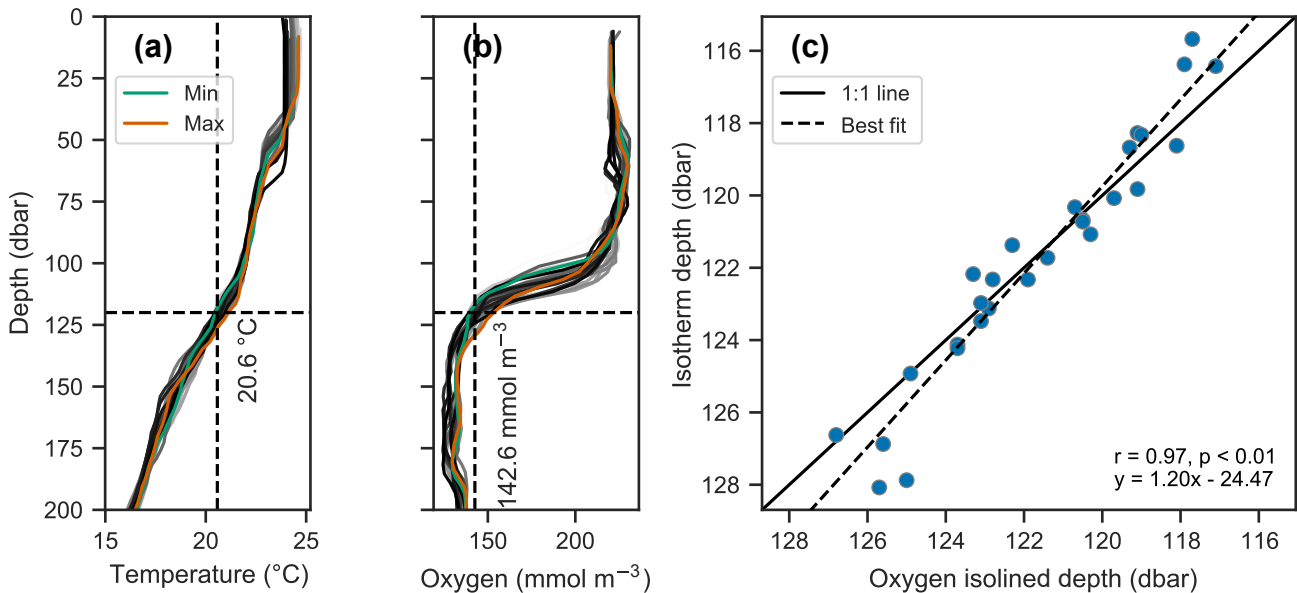 (a)
Min
Max
0
25
50
75
100
125
150
175
200
Depth (dbar)
20.6 °C
15
20
25
Temperature (°C)
(b)
142.6 mmol m⁻³
150
200
Oxygen (mmol m⁻³)
(c)
1:1 line
Best fit
116
118
120
122
124
126
128
Isotherm depth (dbar)
r = 0.97, p < 0.01
y = 1.20x - 24.47
128
126
124
122
120
118
116
Oxygen isolined depth (dbar)